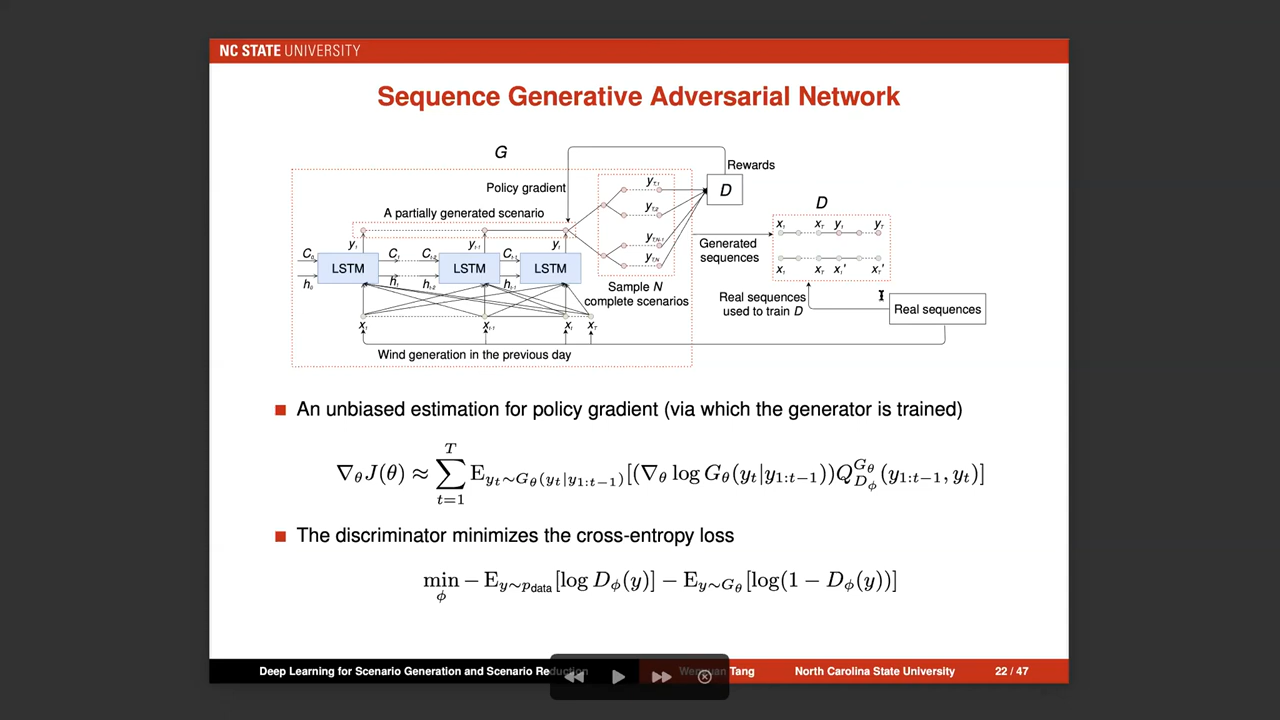 NC STATE UNIVERSITY
Sequence Generative Adversarial Network
G
Rewards
Policy gradient
D
A partially generated scenario
Generated
sequences
D
LSTM
LSTM
LSTM
Sample N
complete scenarios
Real sequences
used to train D
Real sequences
Wind generation in the previous day
■ An unbiased estimation for policy gradient (via which the generator is trained)
∇θJ(θ) ≈ ∑_{t=1}^{T} E_{y_t∼G_θ(y_t|y_{1:t−1})}[(∇θ log Gθ(y_t|y_{1:t−1}))Q^{G_θ}_{D_ϕ}(y_{1:t−1}, y_t)]
■ The discriminator minimizes the cross-entropy loss
min_ϕ − E_{y∼p_data}[log D_ϕ(y)] − E_{y∼G_θ}[log(1 − D_ϕ(y))]
Deep Learning for Scenario Generation and Scenario Tang North Carolina State University 22 / 47